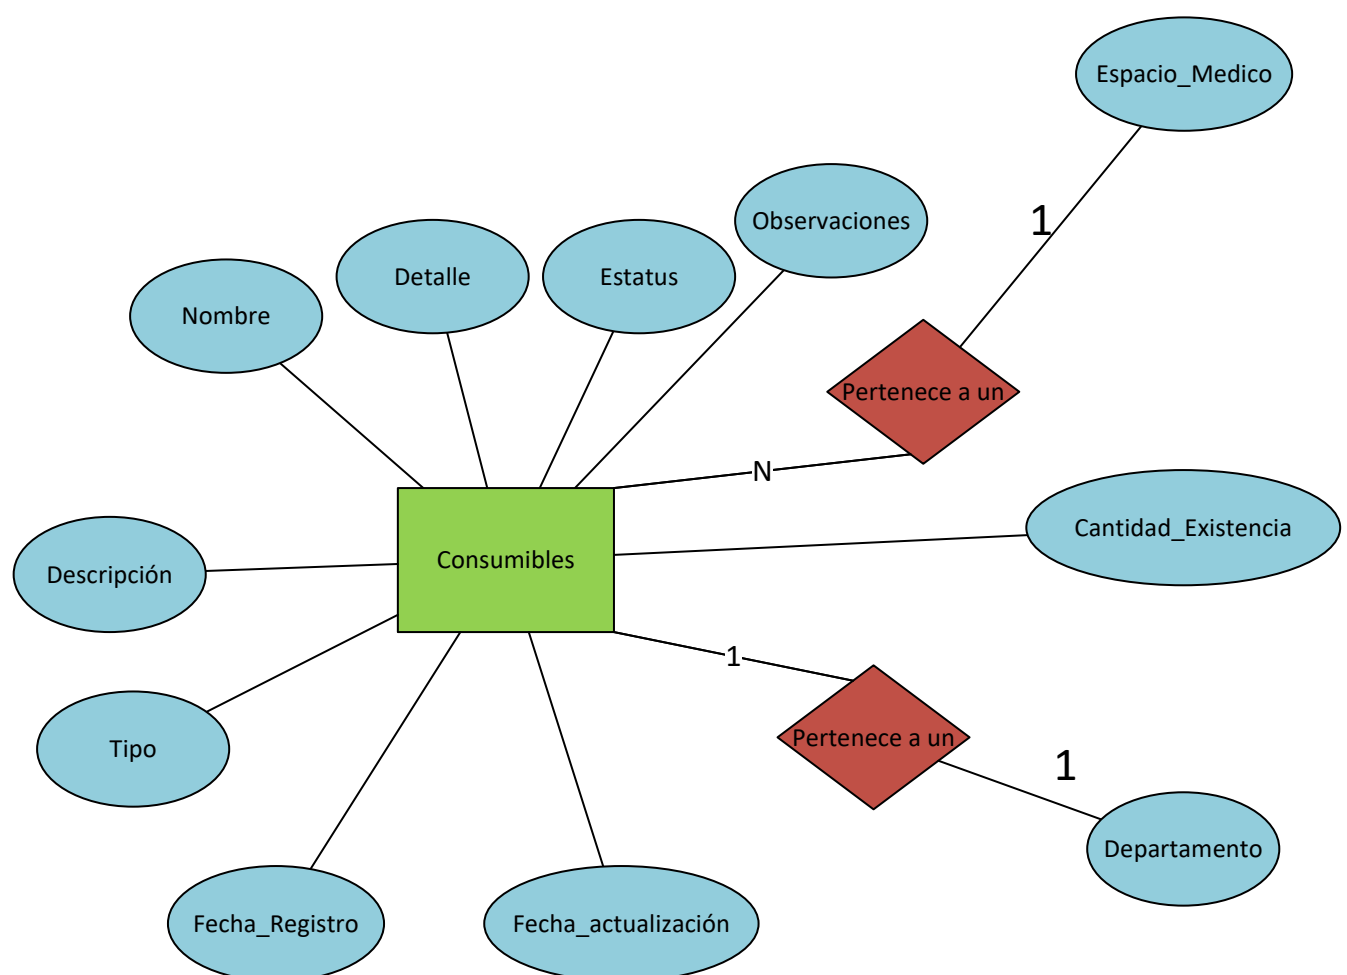 Espacio_Medico
1
Observaciones
Detalle
Estatus
Nombre
Pertenece a un
N
Cantidad_Existencia
Consumibles
Descripción
1
Pertenece a un
1
Tipo
Departamento
Fecha_Registro
Fecha_actualización